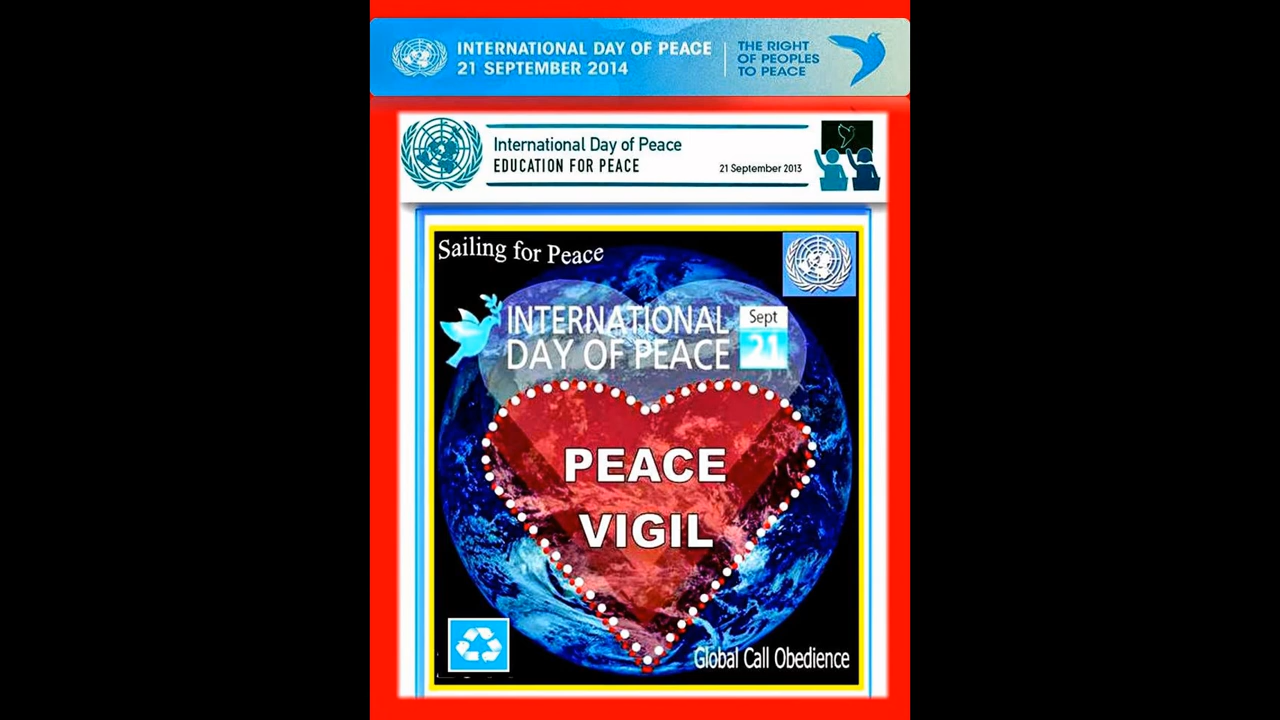 INTERNATIONAL DAY OF PEACE
21 SEPTEMBER 2014
THE RIGHT
OF PEOPLES
TO PEACE
International Day of Peace
EDUCATION FOR PEACE
21 September 2013
Sailing for Peace
INTERNATIONAL
DAY OF PEACE
Sept
21
PEACE
VIGIL
Global Call Obedience